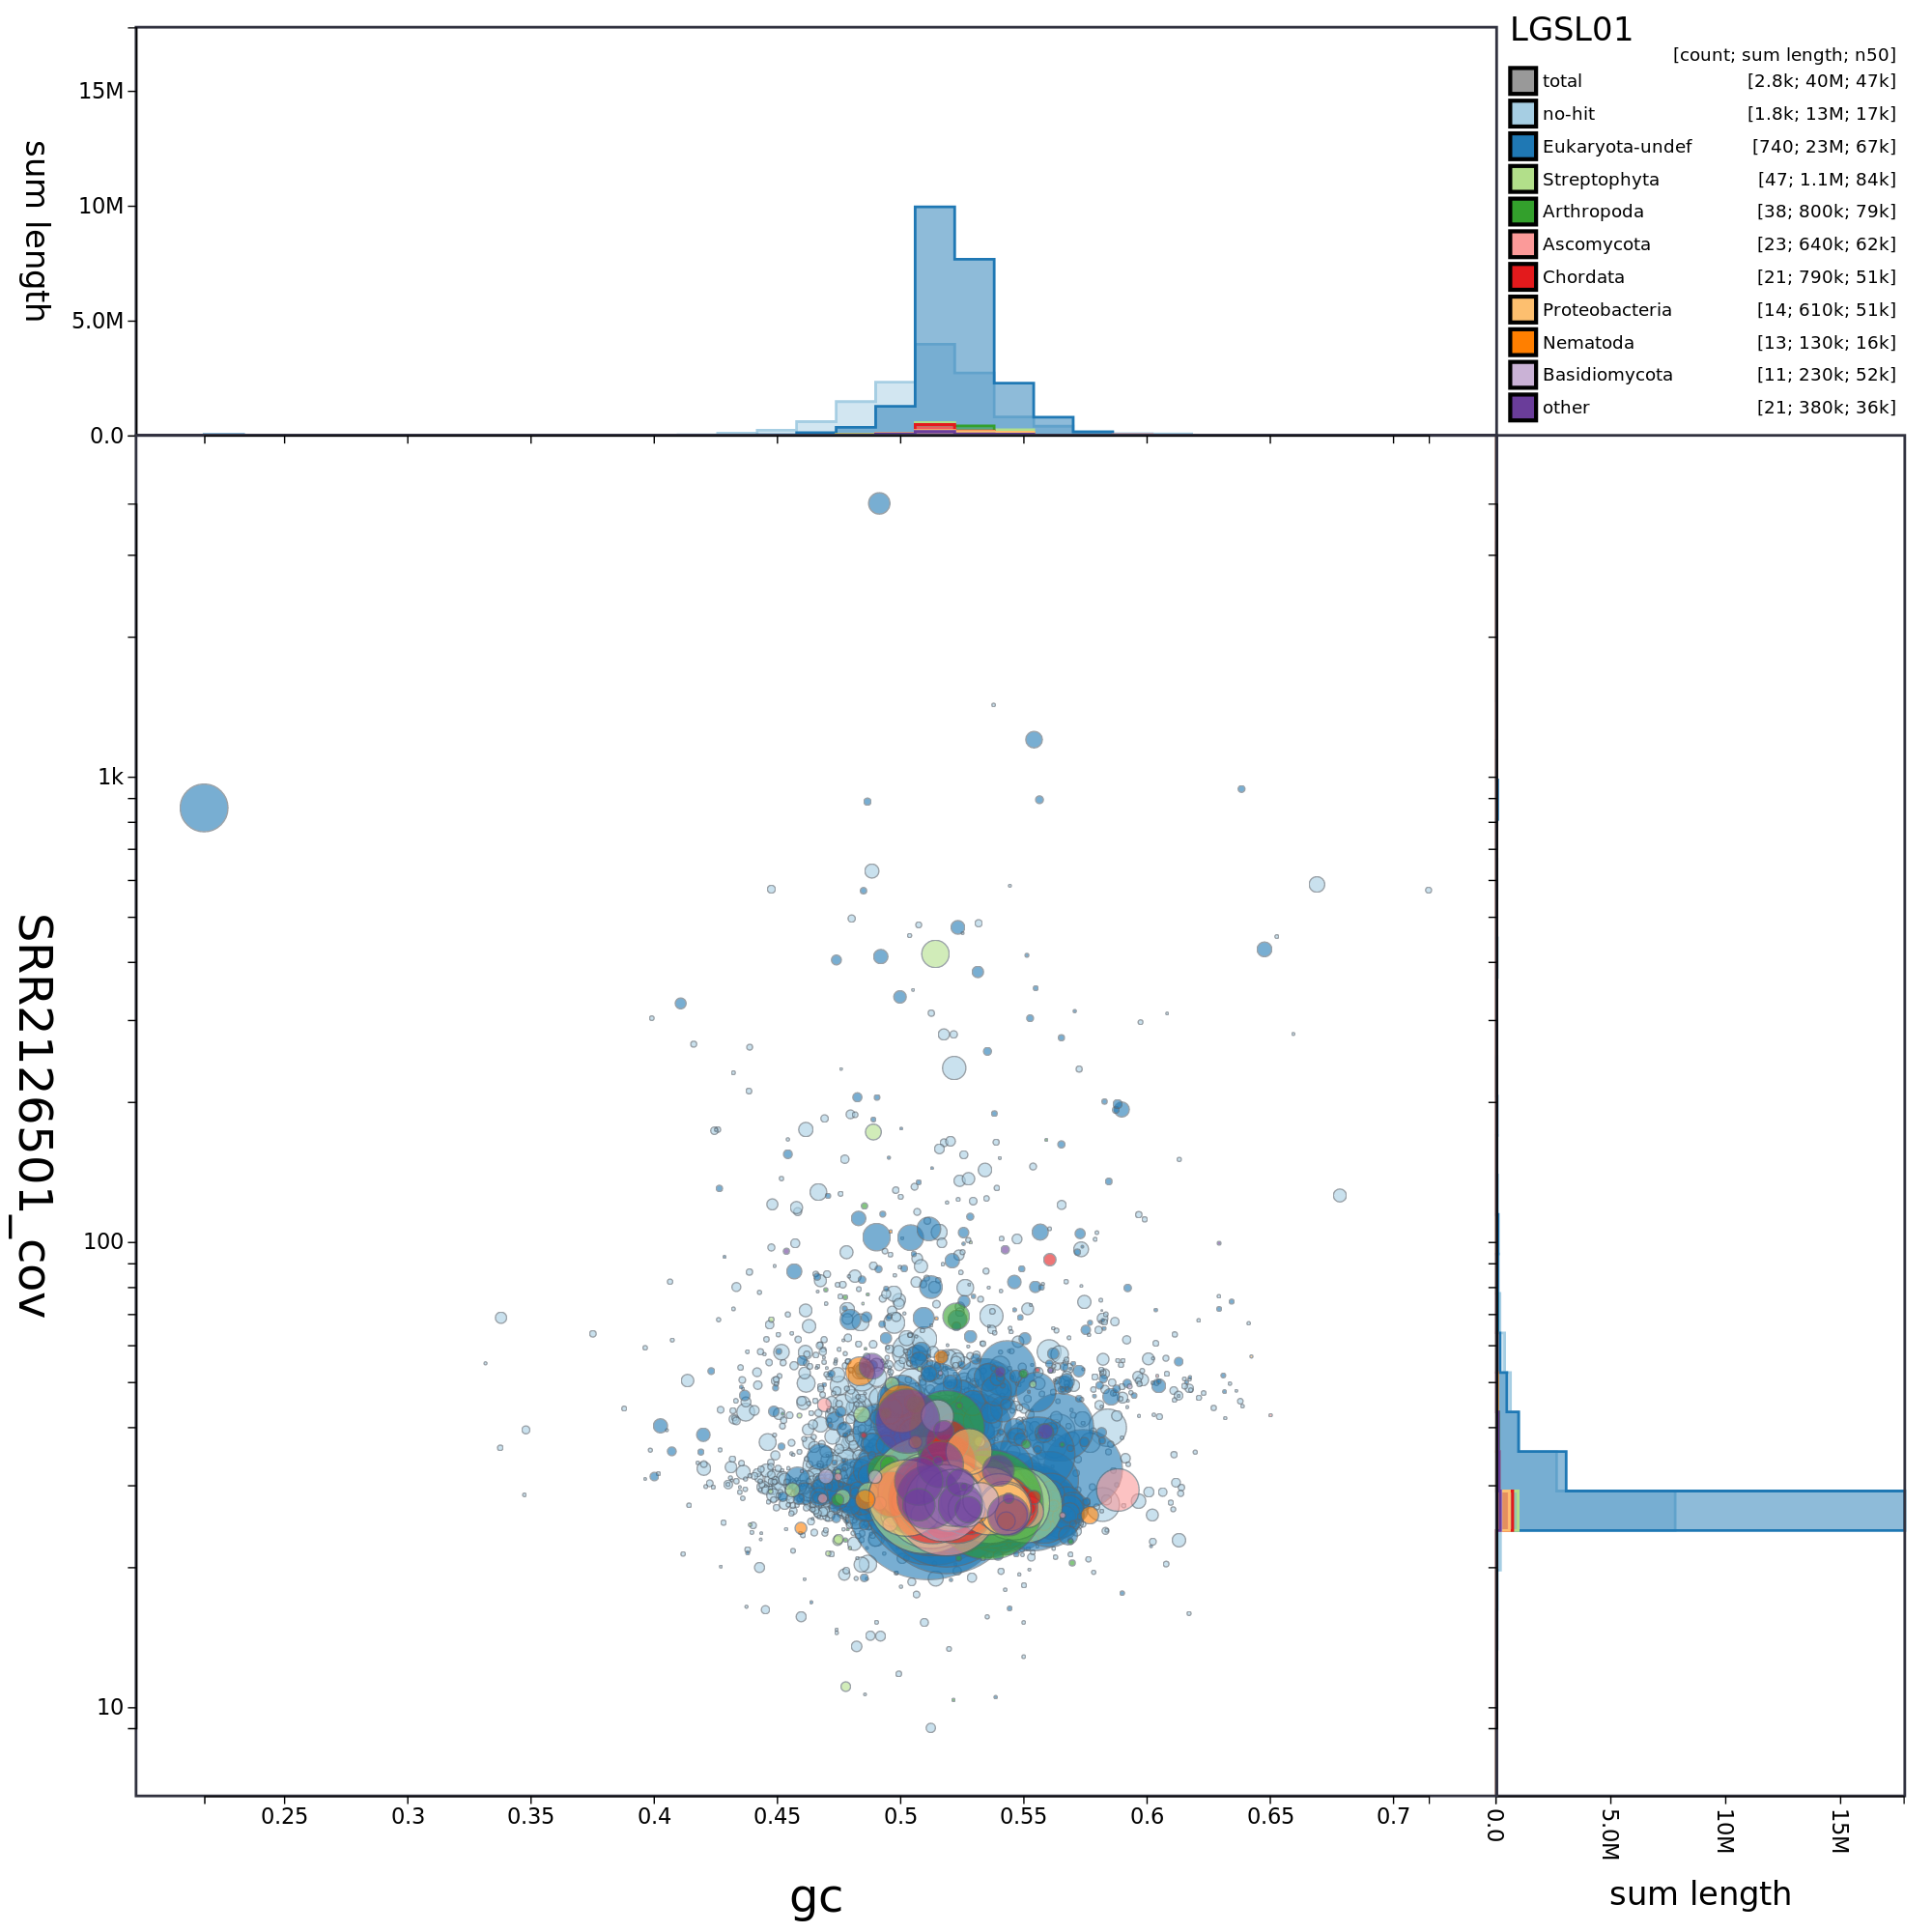 LGSL01
[count; sum length; n50]
total [2.8k; 40M; 47k]
no-hit [1.8k; 13M; 17k]
Eukaryota-undef [740; 23M; 67k]
Streptophyta [47; 1.1M; 84k]
Arthropoda [38; 800k; 79k]
Ascomycota [23; 640k; 62k]
Chordata [21; 790k; 51k]
Proteobacteria [14; 610k; 51k]
Nematoda [13; 130k; 16k]
Basidiomycota [11; 230k; 52k]
other [21; 380k; 36k]
sum length
15M
10M
5.0M
0.0
SRR2126501_cov
1k
100
10
0.25 0.3 0.35 0.4 0.45 0.5 0.55 0.6 0.65 0.7
gc
0.0 5.0M 10M 15M
sum length